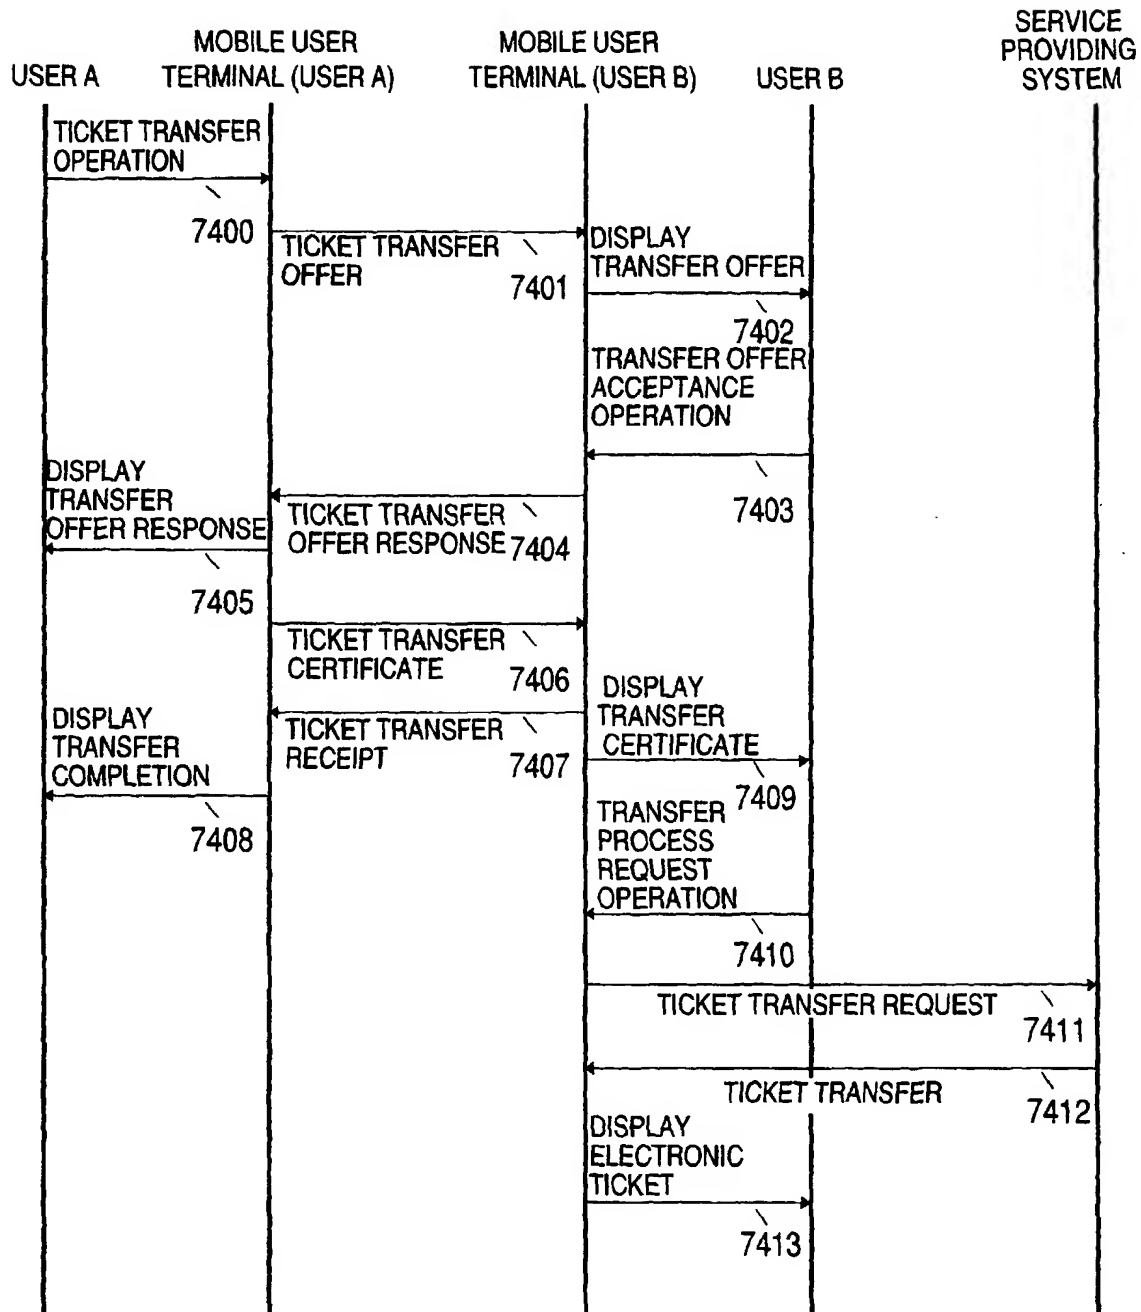 SERVICE
PROVIDING
SYSTEM
MOBILE USER
TERMINAL (USER A)
MOBILE USER
TERMINAL (USER B)
USER A
USER B
TICKET TRANSFER
OPERATION
7400
TICKET TRANSFER
OFFER
7401
DISPLAY
TRANSFER OFFER
7402
TRANSFER OFFER
ACCEPTANCE
OPERATION
7403
TICKET TRANSFER
OFFER RESPONSE
7404
DISPLAY
TRANSFER
OFFER RESPONSE
7405
TICKET TRANSFER
CERTIFICATE
7406
TICKET TRANSFER
RECEIPT
7407
DISPLAY
TRANSFER
COMPLETION
7408
DISPLAY
TRANSFER
CERTIFICATE
7409
TRANSFER
PROCESS
REQUEST
OPERATION
7410
TICKET TRANSFER REQUEST
7411
TICKET TRANSFER
7412
DISPLAY
ELECTRONIC
TICKET
7413